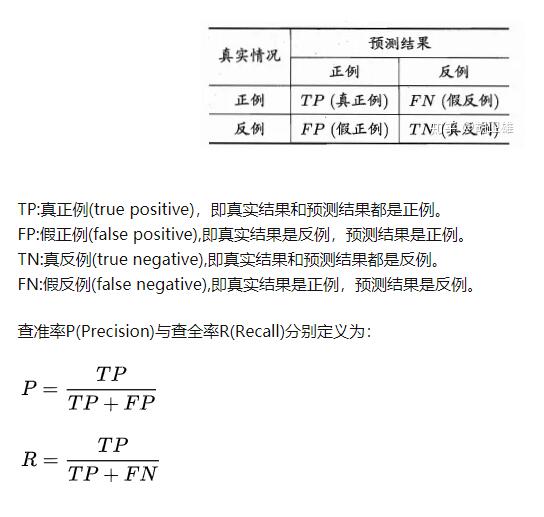 真实情况 预测结果
正例 反例
正例 TP (真正例) FN (假反例)
反例 FP (假正例) TN (真反例)
TP:真正例(true positive)，即真实结果和预测结果都是正例。
FP:假正例(false positive),即真实结果是反例，预测结果是正例。
TN:真反例(true negative),即真实结果和预测结果都是反例。
FN:假反例(false negative),即真实结果是正例，预测结果是反例。
查准率P(Precision)与查全率R(Recall)分别定义为：
P = TP / (TP + FP)
R = TP / (TP + FN)